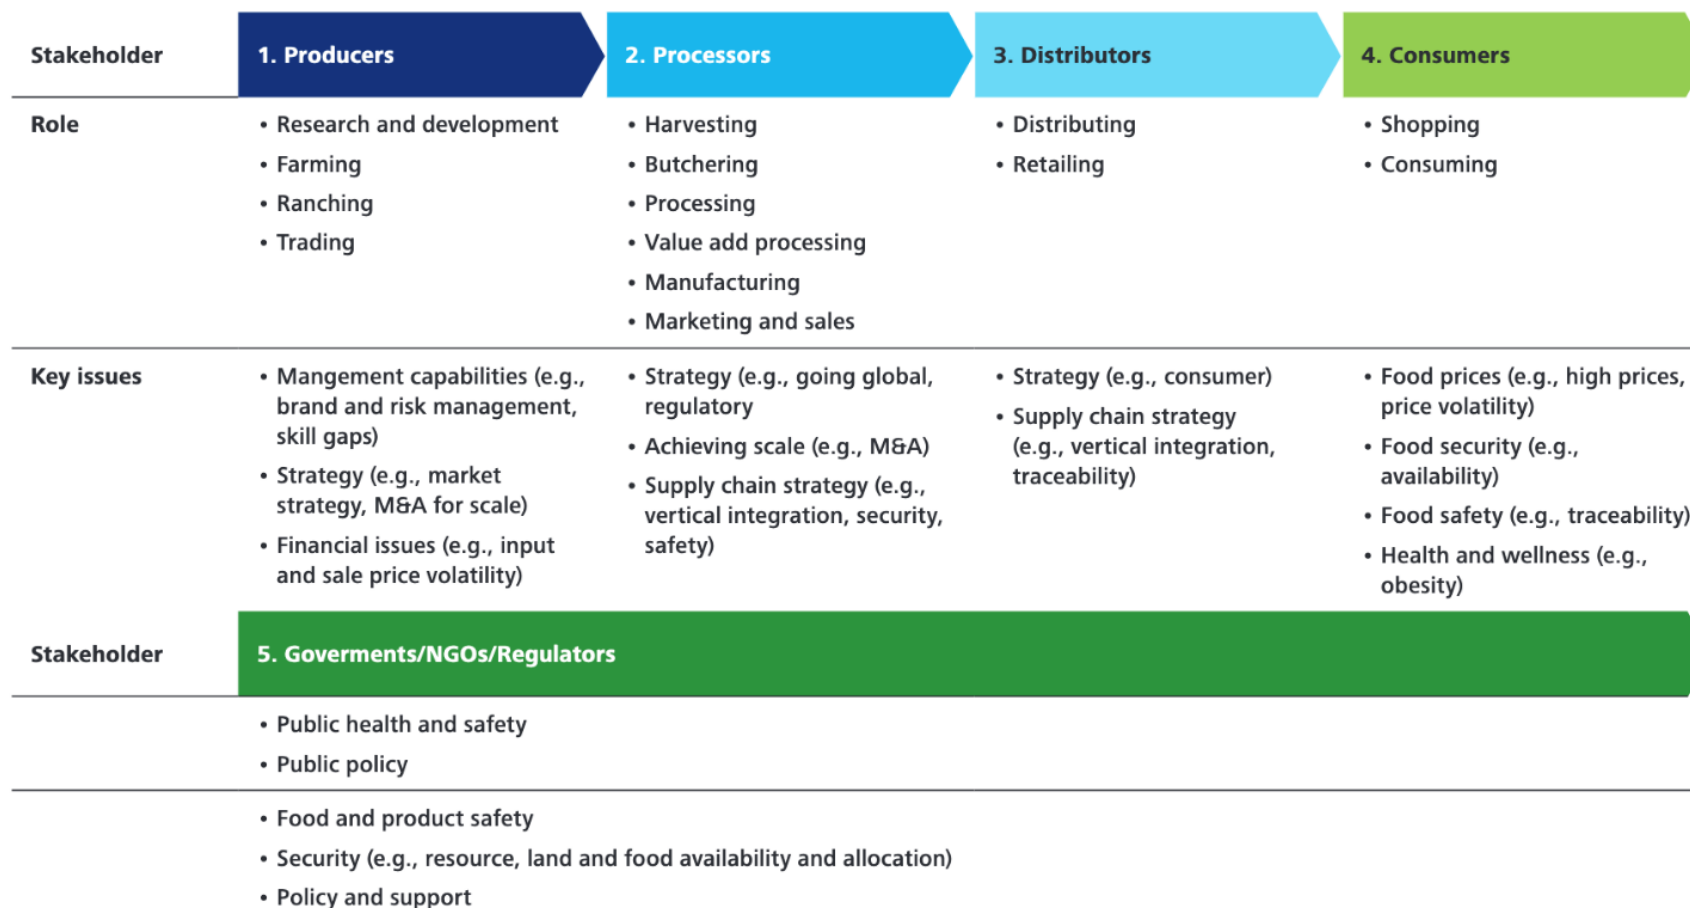 Stakeholder
1. Producers
2. Processors
3. Distributors
4. Consumers
Role
• Research and development
• Farming
• Ranching
• Trading
• Harvesting
• Butchering
• Processing
• Value add processing
• Manufacturing
• Marketing and sales
• Distributing
• Retailing
• Shopping
• Consuming
Key issues
• Mangement capabilities (e.g.,
brand and risk management,
skill gaps)
• Strategy (e.g., market
strategy, M&A for scale)
• Financial issues (e.g., input
and sale price volatility)
• Strategy (e.g., going global,
regulatory
• Achieving scale (e.g., M&A)
• Supply chain strategy (e.g.,
vertical integration, security,
safety)
• Strategy (e.g., consumer)
• Supply chain strategy
(e.g., vertical integration,
traceability)
• Food prices (e.g., high prices,
price volatility)
• Food security (e.g.,
availability)
• Food safety (e.g., traceability)
• Health and wellness (e.g.,
obesity)
Stakeholder
5. Goverments/NGOs/Regulators
• Public health and safety
• Public policy
• Food and product safety
• Security (e.g., resource, land and food availability and allocation)
• Policy and support